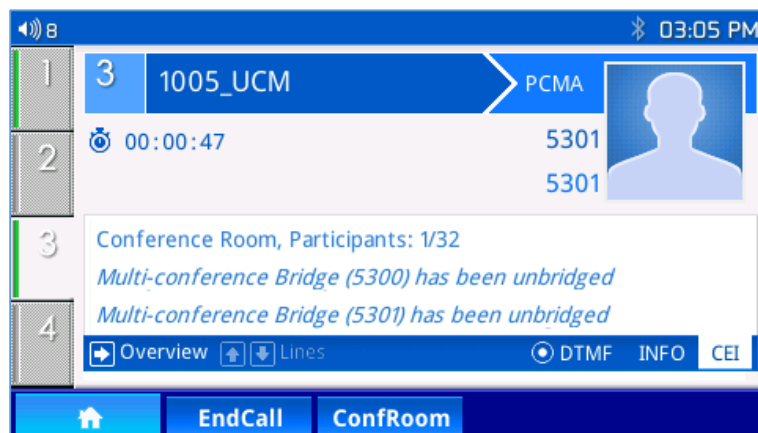 8 03:05 PM
1
2
3
4
3 1005_UCM PCMA
00:00:47 5301
5301
Conference Room, Participants: 1/32
Multi-conference Bridge (5300) has been unbridged
Multi-conference Bridge (5301) has been unbridged
Overview Lines DTMF INFO CEI
EndCall ConfRoom